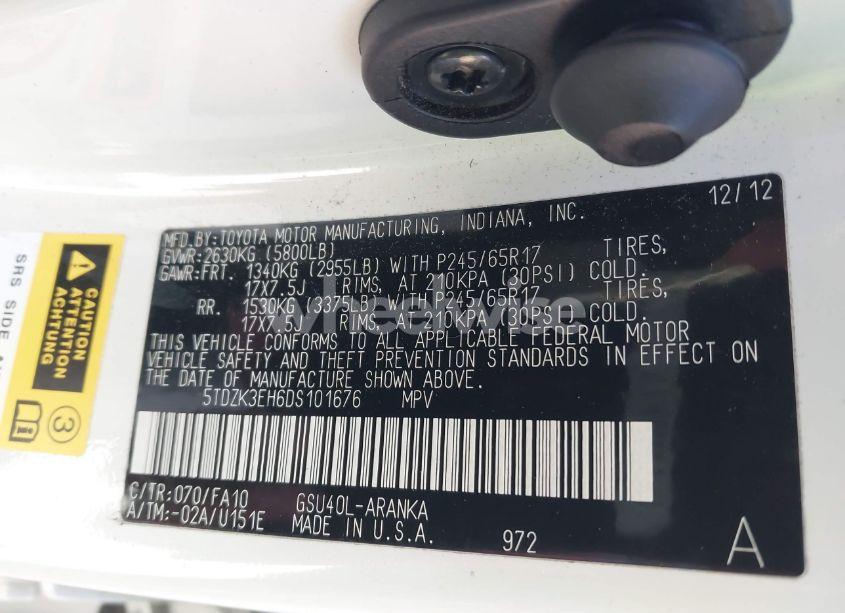 12/12
MFD.BY:TOYOTA MOTOR MANUFACTURING, INDIANA, INC.
GVWR:2630KG (5800LB)
GAWR:FRT. 1340KG (2955LB) WITH P245/65R17 TIRES,
17X7.5J RIMS, AT 210KPA (30PSI) COLD.
RR. 1530KG (3375LB) WITH P245/65R17 TIRES,
17X7.5J RIMS, AT 210KPA (30PSI) COLD.
THIS VEHICLE CONFORMS TO ALL APPLICABLE FEDERAL MOTOR
VEHICLE SAFETY AND THEFT PREVENTION STANDARDS IN EFFECT ON
THE DATE OF MANUFACTURE SHOWN ABOVE.
5TDZK3EH6DS101676 MPV
C/TR:070/FA10 GSU40L-ARANKA
A/TM:-02A/U151E MADE IN U.S.A.
972 A
wheelwise
CAUTION
ATTENTION
ACHTUNG
3
SRS SIDE